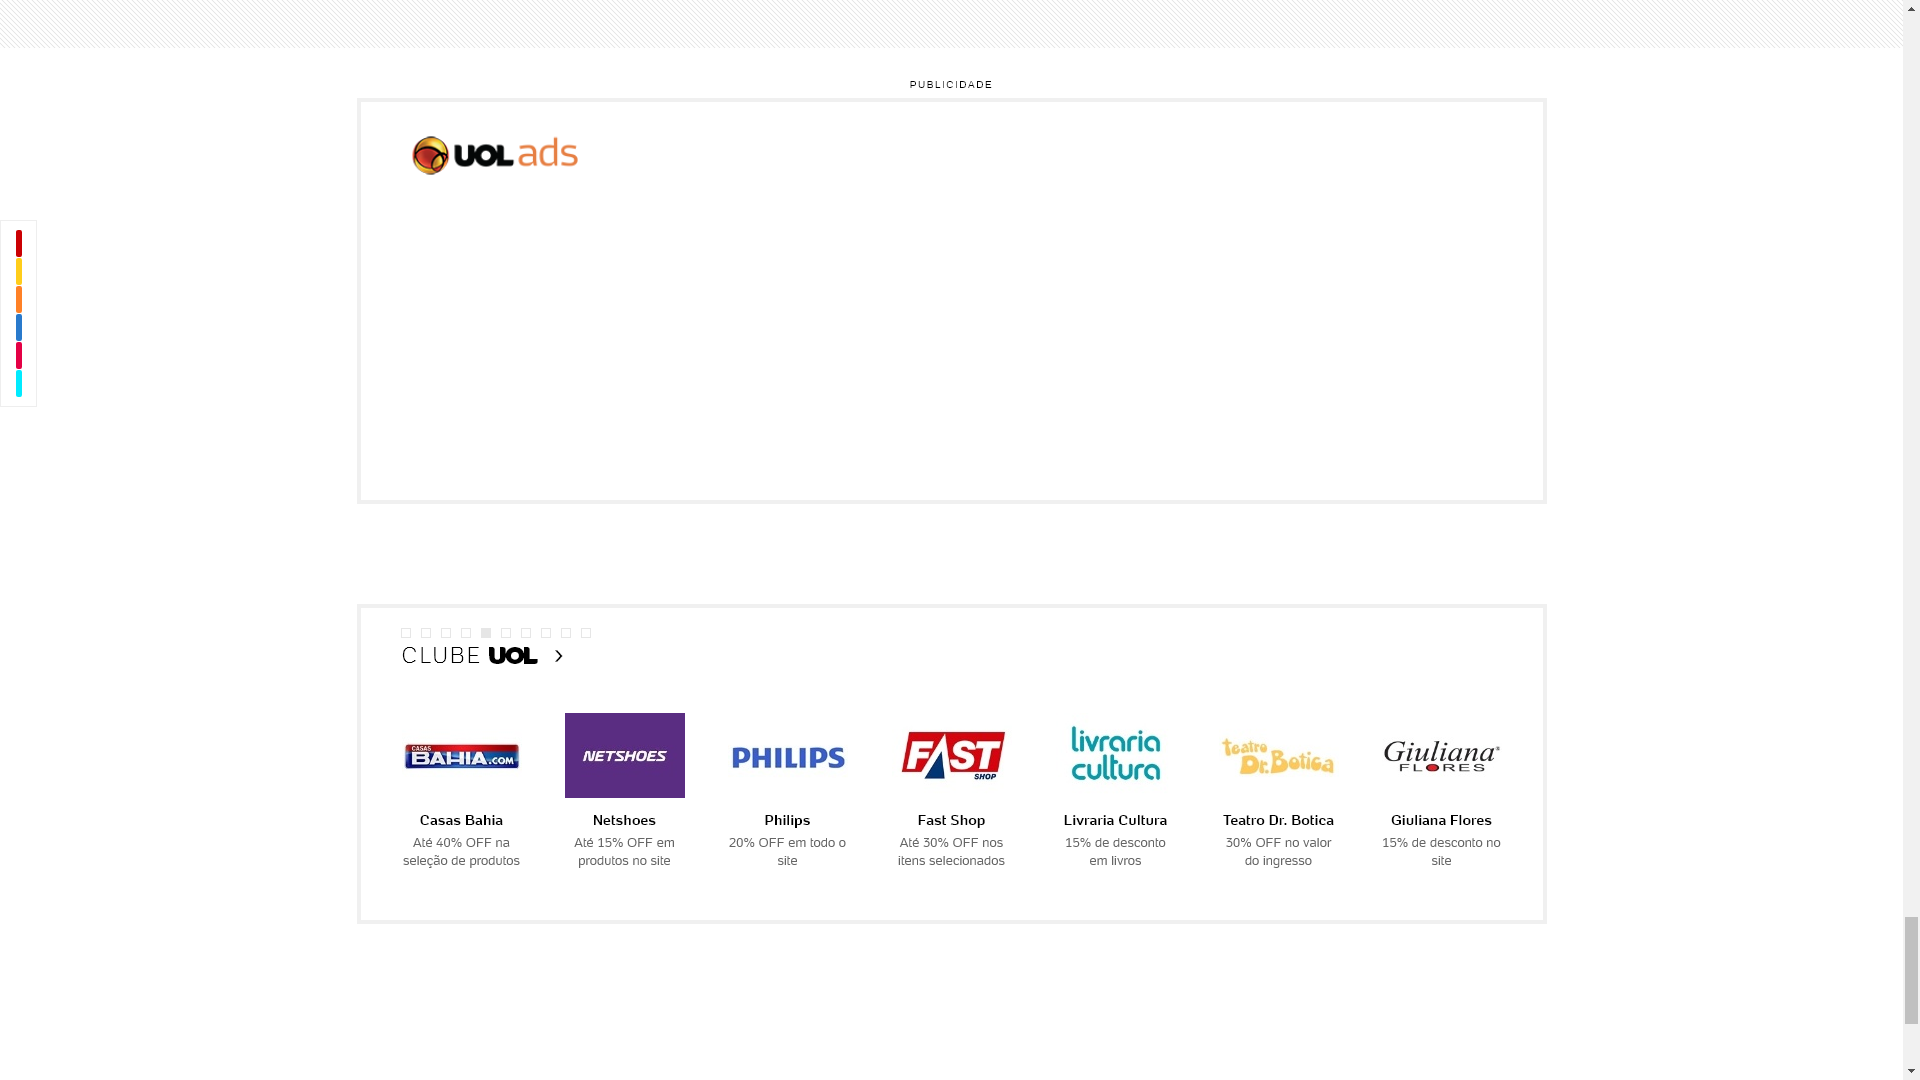 PUBLICIDADE
UOL ads
CLUBE UOL
CASAS
BAHIA.COM
NETSHOES
PHILIPS
FAST
SHOP
livraria
cultura
teatro
Dr. Botica
Giuliana
FLORES
Casas Bahia
Até 40% OFF na
seleção de produtos
Netshoes
Até 15% OFF em
produtos no site
Philips
20% OFF em todo o
site
Fast Shop
Até 30% OFF nos
itens selecionados
Livraria Cultura
15% de desconto
em livros
Teatro Dr. Botica
30% OFF no valor
do ingresso
Giuliana Flores
15% de desconto no
site